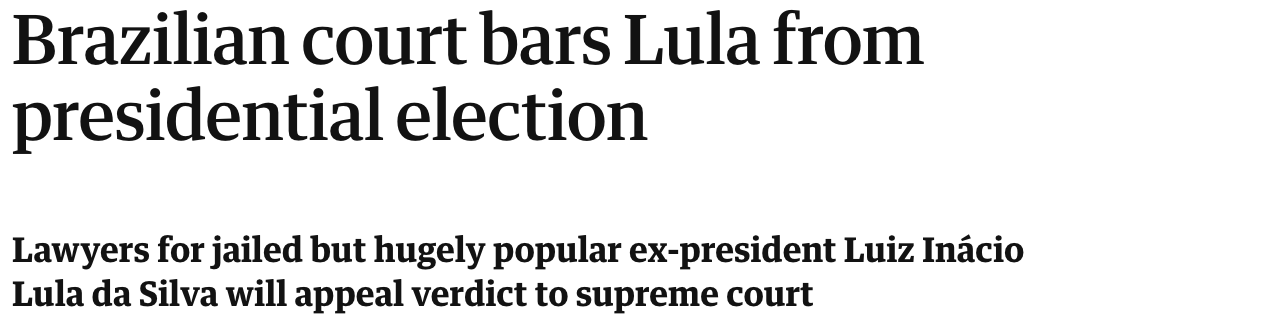 Brazilian court bars Lula from
presidential election
Lawyers for jailed but hugely popular ex-president Luiz Inácio
Lula da Silva will appeal verdict to supreme court